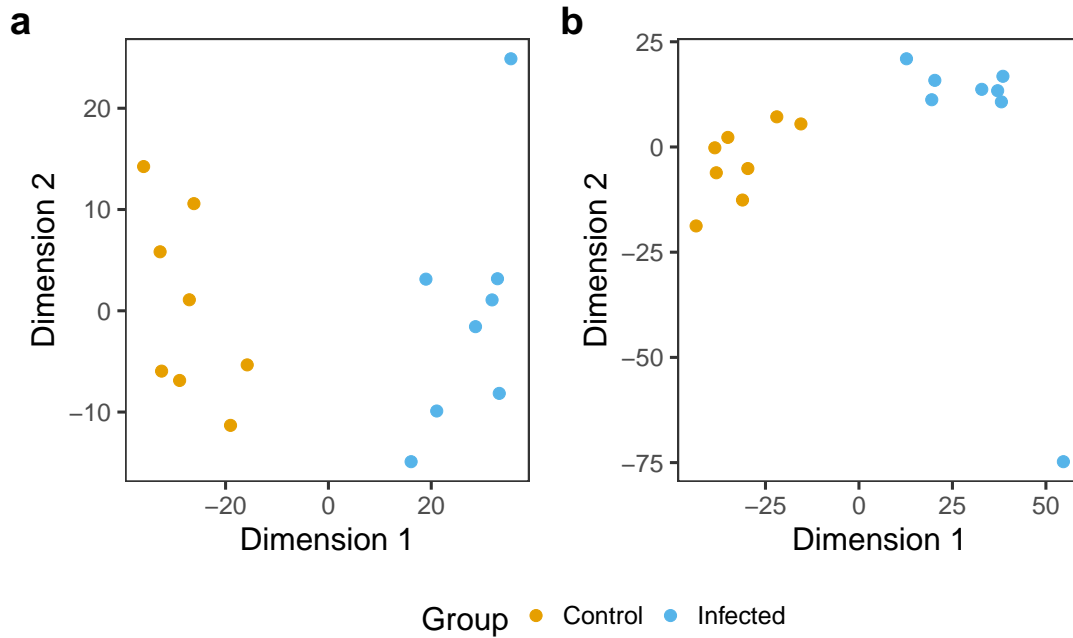 a
20
10
0
−10
Dimension 2
−20 0 20
Dimension 1
b
25
0
−25
−50
−75
Dimension 2
−25 0 25 50
Dimension 1
Group Control Infected